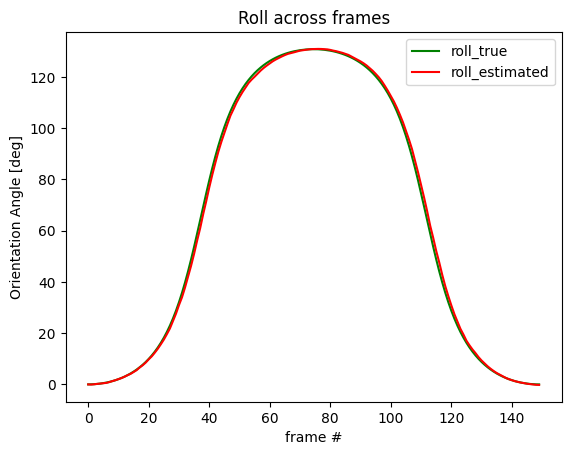 Roll across frames
roll_true
roll_estimated
Orientation Angle [deg]
120
100
80
60
40
20
0
0 20 40 60 80 100 120 140
frame #